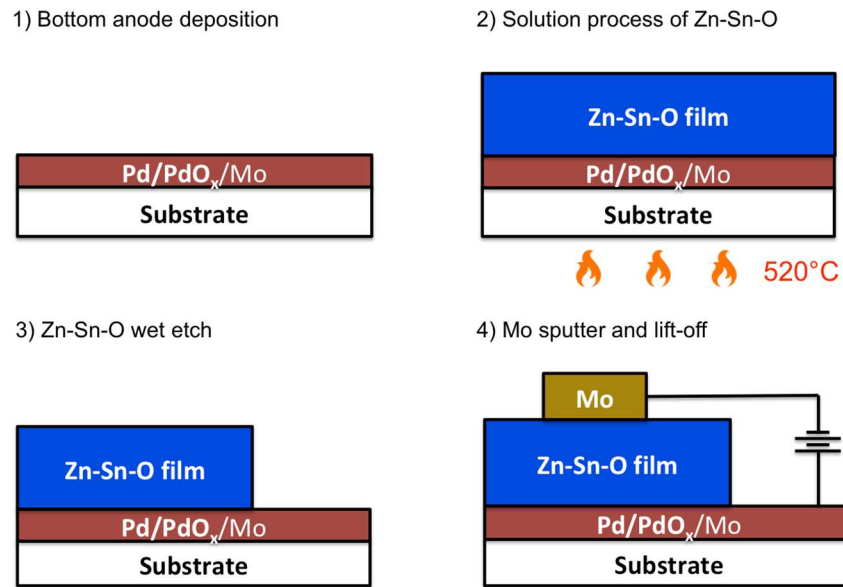 1) Bottom anode deposition
Pd/PdOₓ/Mo
Substrate
2) Solution process of Zn-Sn-O
Zn-Sn-O film
Pd/PdOₓ/Mo
Substrate
520°C
3) Zn-Sn-O wet etch
Zn-Sn-O film
Pd/PdOₓ/Mo
Substrate
4) Mo sputter and lift-off
Mo
Zn-Sn-O film
Pd/PdOₓ/Mo
Substrate